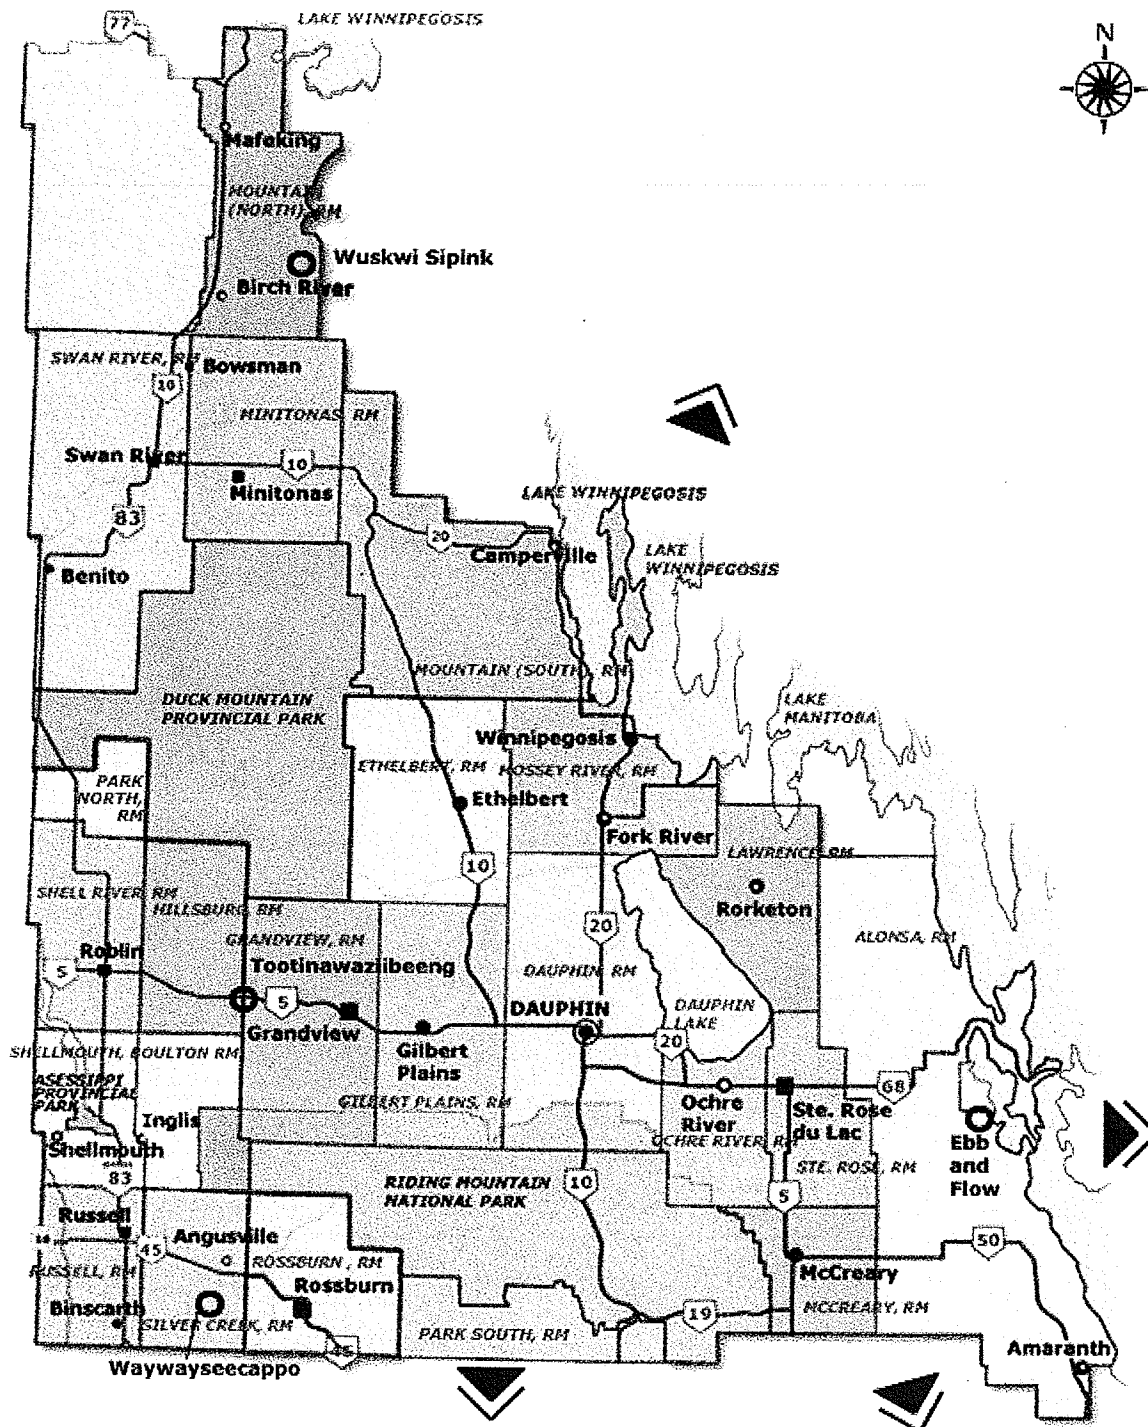 77
LAKE WINNIPEGOSIS
N
Mafeking
MOUNTAIN
(NORTH), RM
Wuskwi Sipink
Birch River
SWAN RIVER, RM
Bowsman
10
MINITONAS, RM
Swan River
10
Minitonas
LAKE WINNIPEGOSIS
83
20
Camperville
LAKE
WINNIPEGOSIS
Benito
MOUNTAIN (SOUTH), RM
DUCK MOUNTAIN
PROVINCIAL PARK
LAKE
MANITOBA
Winnipegosis
ETHELBERT, RM
MOSSEY RIVER, RM
PARK
NORTH,
RM
Ethelbert
Fork River
LAWRENCE, RM
10
SHELL RIVER, RM
HILLSBURG, RM
Rorketon
20
GRANDVIEW, RM
ALONSA, RM
Roblin
5
Tootinawaziibeeng
DAUPHIN, RM
5
DAUPHIN
DAUPHIN
LAKE
Grandview
20
SHELLMOUTH, BOULTON RM
Gilbert
Plains
ASESSIPPI
PROVINCIAL
PARK
68
Inglis
GILBERT PLAINS, RM
Ochre
River
Ste. Rose
du Lac
Shellmouth
OCHRE RIVER, RM
Ebb
and
Flow
STE. ROSE, RM
83
RIDING MOUNTAIN
NATIONAL PARK
10
5
Russell
Angusville
45
50
ROSSBURN, RM
RUSSELL, RM
Rossburn
McCreary
Binscarth
SILVER CREEK, RM
MCCREARY, RM
19
PARK SOUTH, RM
45
Waywayseecappo
Amaranth